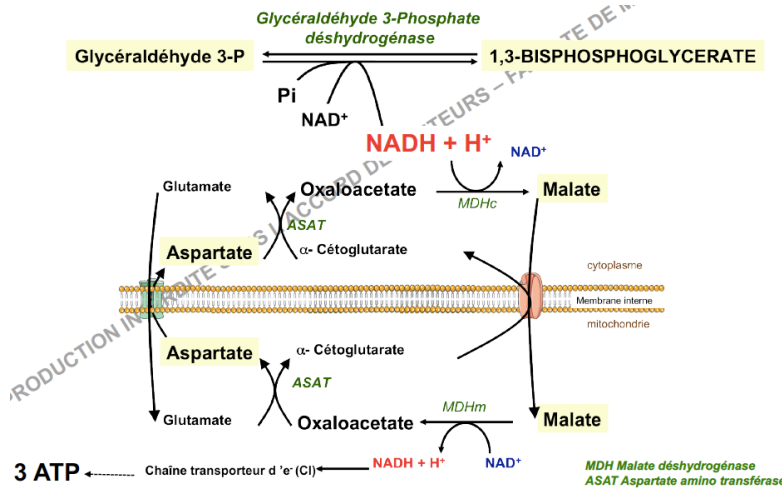 Glycéraldéhyde 3-Phosphate
déshydrogénase
Glycéraldéhyde 3-P
1,3-BISPHOSPHOGLYCERATE
Pi
NAD⁺
NADH + H⁺
NAD⁺
Glutamate
Oxaloacetate
MDHc
Malate
ASAT
Aspartate
α- Cétoglutarate
cytoplasme
Membrane interne
mitochondrie
Aspartate
α- Cétoglutarate
ASAT
MDHm
Glutamate
Oxaloacetate
Malate
3 ATP
Chaîne transporteur d 'e⁻ (CI)
NADH + H⁺
NAD⁺
MDH Malate déshydrogénase
ASAT Aspartate amino transféras